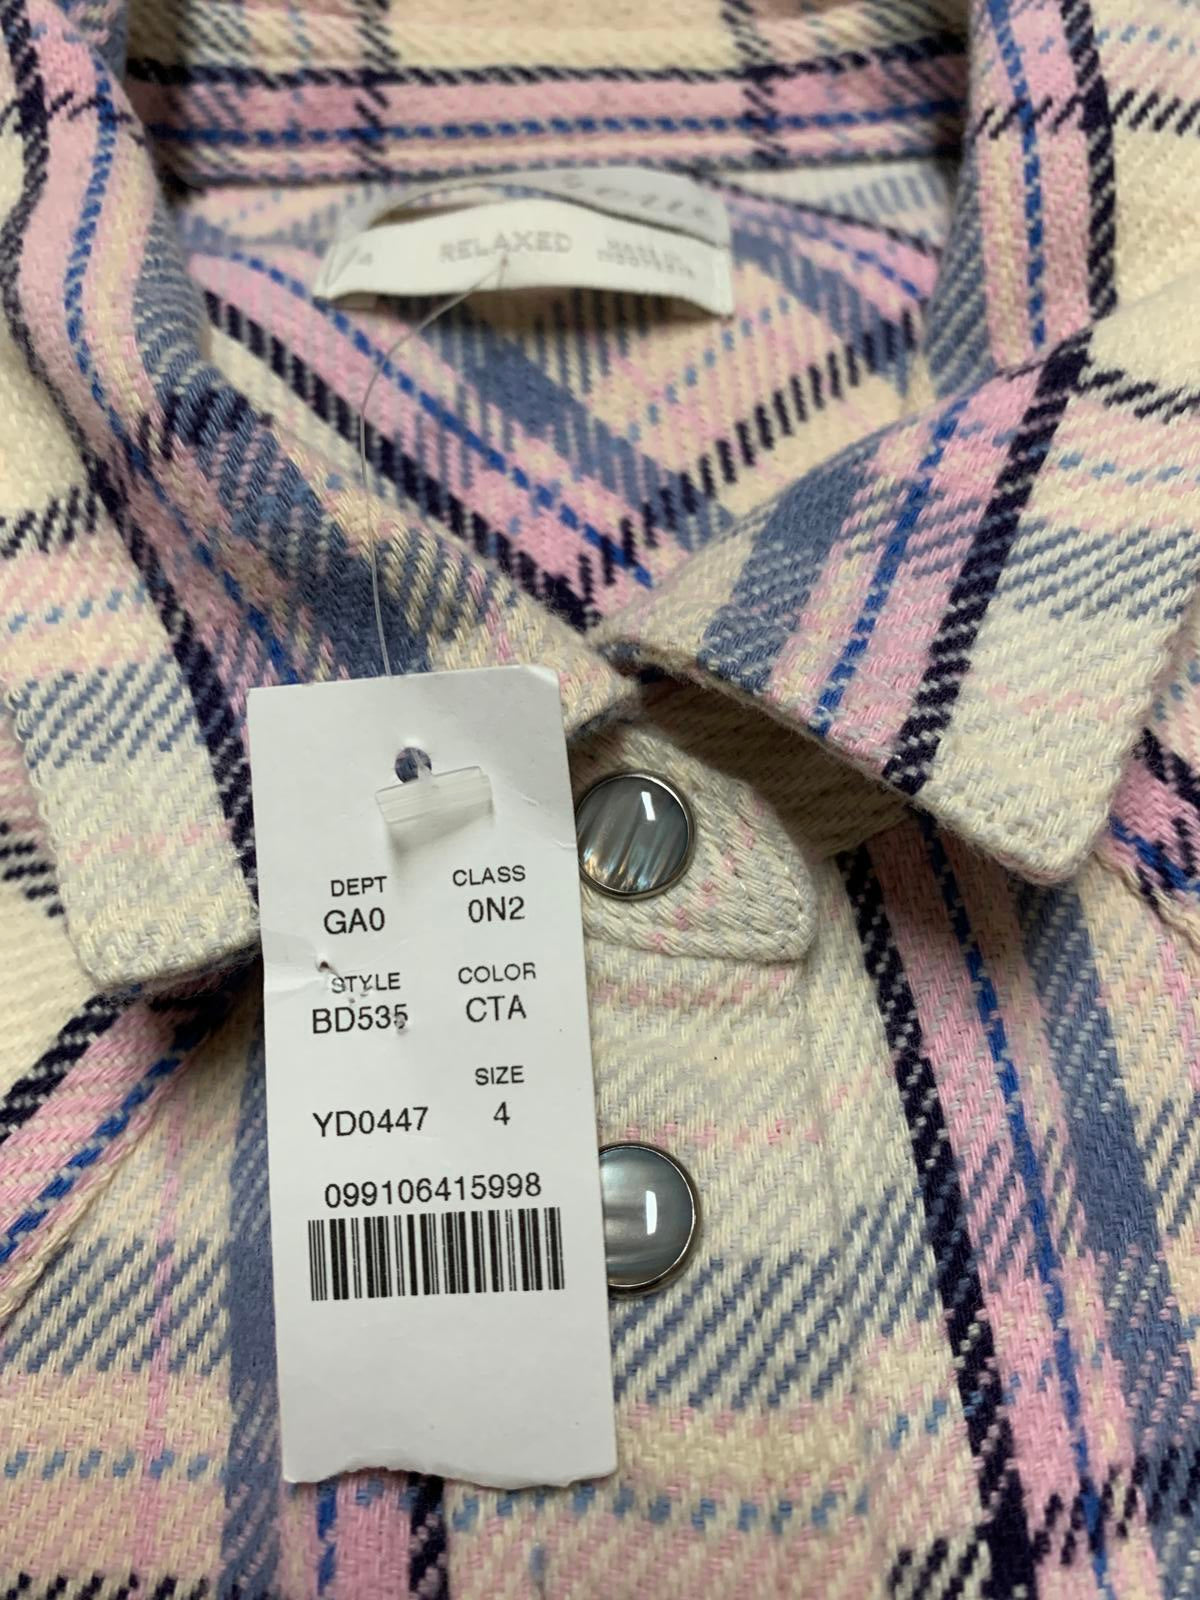 RELAXED
DEPT CLASS
GA0 0N2
STYLE COLOR
BD535 CTA
SIZE
YD0447 4
099106415998